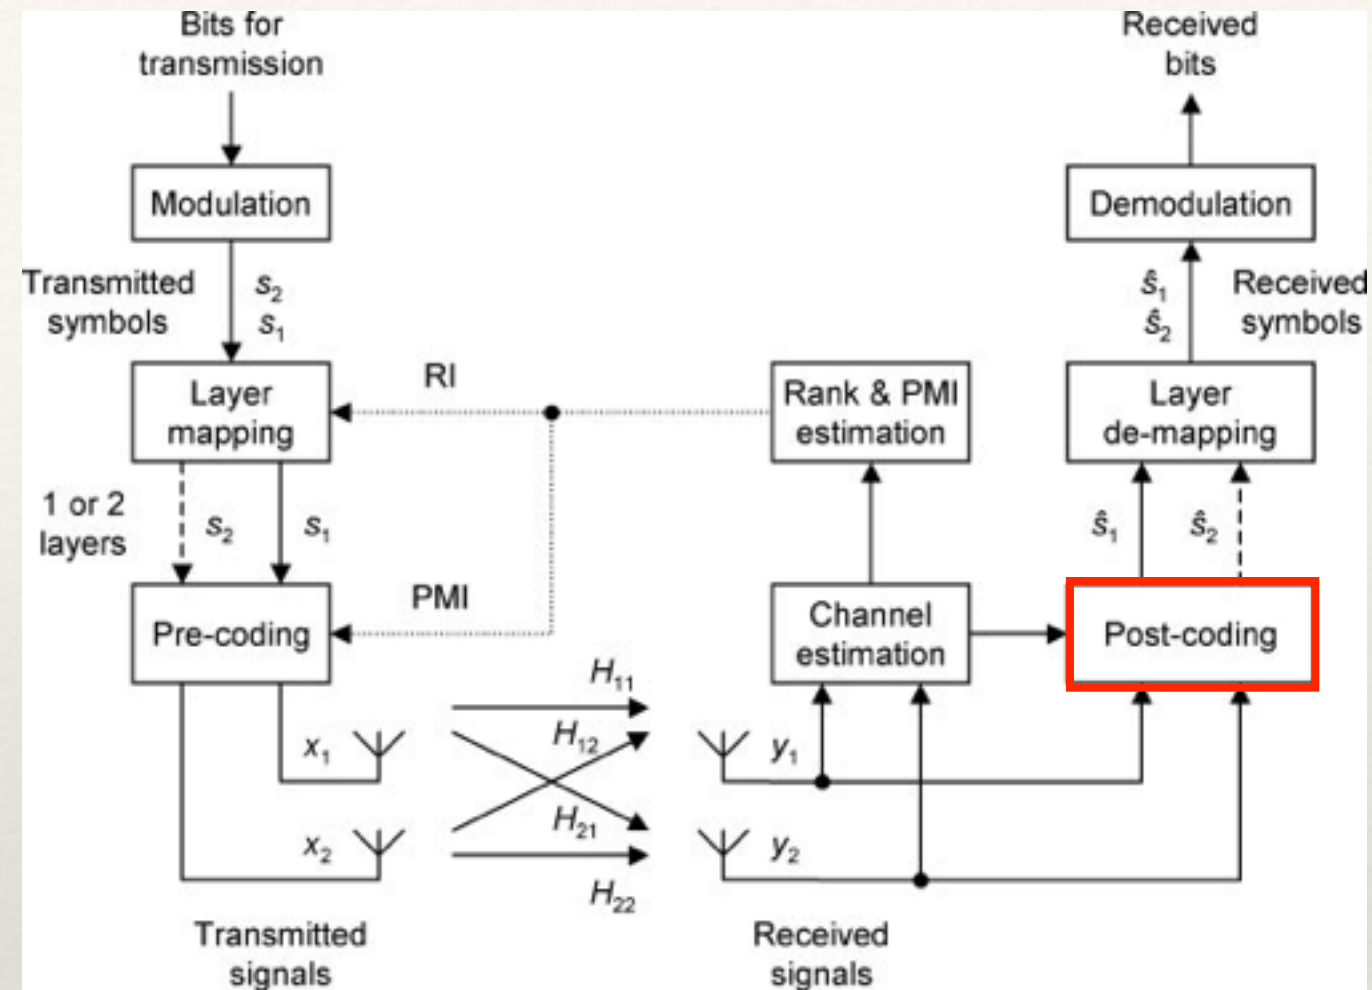 Bits for
transmission
Received
bits
Modulation
Demodulation
Transmitted
symbols
s₂
s₁
ŝ₁
ŝ₂
Received
symbols
Layer
mapping
RI
Rank & PMI
estimation
Layer
de-mapping
1 or 2
layers
s₂
s₁
ŝ₁
ŝ₂
Pre-coding
PMI
Channel
estimation
Post-coding
H₁₁
x₁
H₁₂
y₁
H₂₁
x₂
y₂
H₂₂
Transmitted
signals
Received
signals